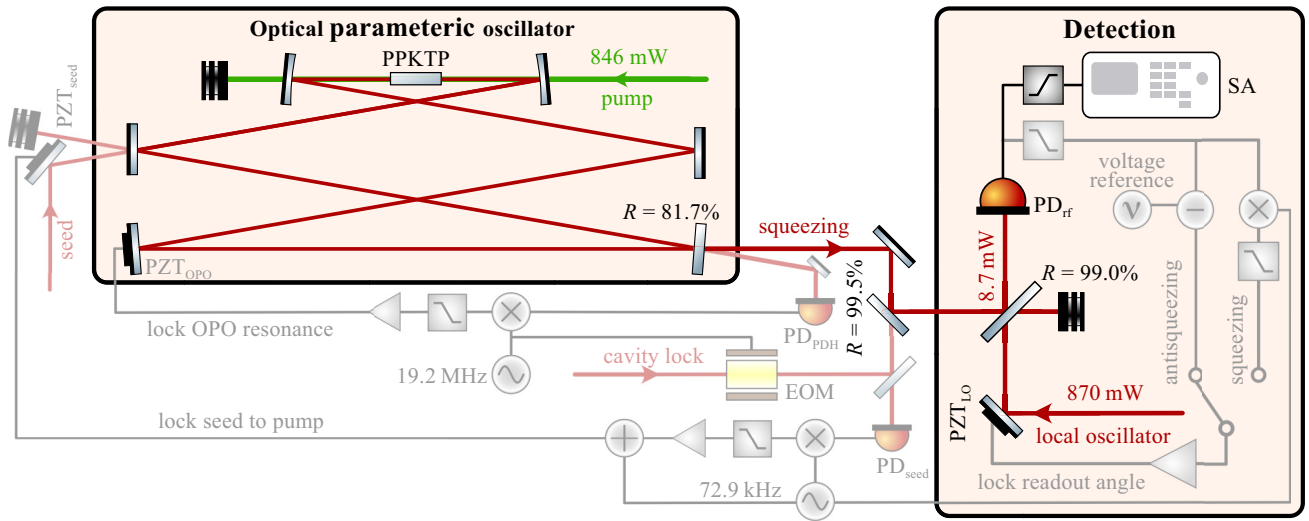 Optical parameteric oscillator
Detection
PPKTP
846 mW
pump
PZT_seed
SA
voltage
reference
ν
PD_rf
R = 81.7%
squeezing
seed
PZT_OPO
8.7 mW
R = 99.0%
R = 99.5%
lock OPO resonance
PD_PDH
antisqueezing
squeezing
cavity lock
19.2 MHz
EOM
870 mW
PZT_LO
local oscillator
lock seed to pump
PD_seed
lock readout angle
72.9 kHz